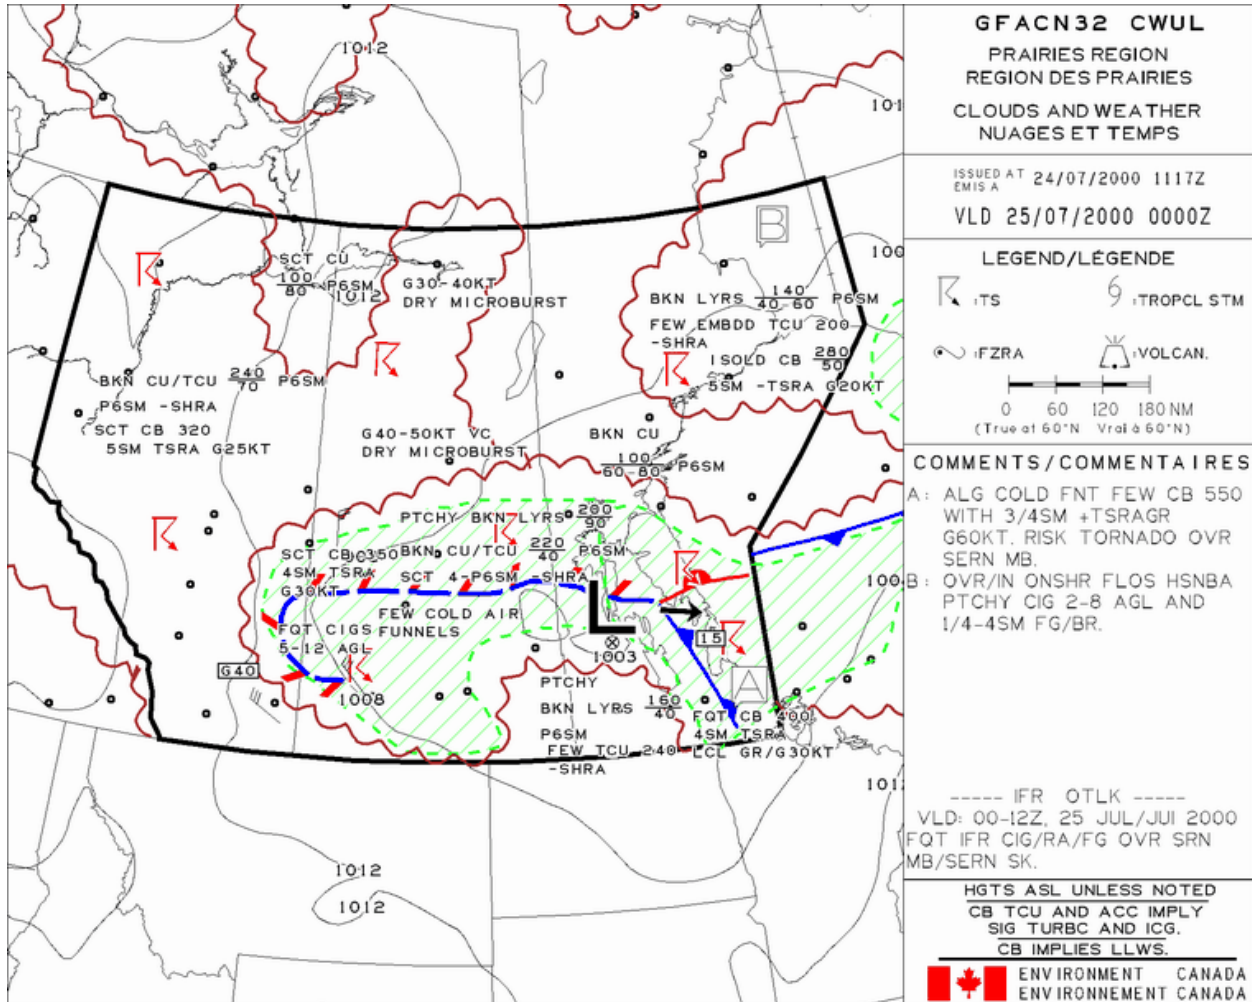 1012
101
100
B
SCT CU
100
80
P6SM
1012
G30-40KT
DRY MICROBURST
BKN LYRS 140 P6SM
40-60
FEW EMBDD TCU 200
-SHRA
ISOLD CB 280
50
5SM -TSRA G20KT
BKN CU/TCU 240 P6SM
70
P6SM -SHRA
SCT CB 320
5SM TSRA G25KT
G40-50KT VC
DRY MICROBURST
BKN CU
100 P6SM
60-80
PTCHY BKN LYRS 200
90
SCT CB 350
4SM TSRA
G30KT
BKN CU/TCU 220 P6SM
40
SCT 4-P6SM -SHRA
FEW COLD AIR
FUNNELS
FQT CIGS
5-12 AGL
G40
L
1003
15
100
1008
A
PTCHY
BKN LYRS 160
40
P6SM
FEW TCU 240
-SHRA
FQT CB 400
4SM TSRA
LCL GR/G30KT
101
1012
1012
GFACN32 CWUL
PRAIRIES REGION
REGION DES PRAIRIES
CLOUDS AND WEATHER
NUAGES ET TEMPS
ISSUED AT 24/07/2000 1117Z
EMIS A
VLD 25/07/2000 0000Z
LEGEND/LÉGENDE
:TS :TROPCL STM
:FZRA :VOLCAN.
0 60 120 180 NM
(True at 60°N Vrai à 60°N)
COMMENTS/COMMENTAIRES
A: ALG COLD FNT FEW CB 550
WITH 3/4SM +TSRAGR
G60KT. RISK TORNADO OVR
SERN MB.
B: OVR/IN ONSHR FLOS HSNBA
PTCHY CIG 2-8 AGL AND
1/4-4SM FG/BR.
----- IFR OTLK -----
VLD: 00-12Z, 25 JUL/JUI 2000
FQT IFR CIG/RA/FG OVR SRN
MB/SERN SK.
HGTS ASL UNLESS NOTED
CB TCU AND ACC IMPLY
SIG TURBC AND ICG.
CB IMPLIES LLWS.
ENVIRONMENT CANADA
ENVIRONNEMENT CANADA